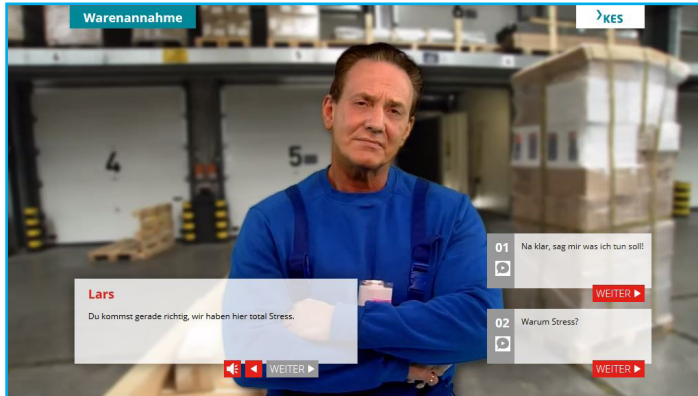 Warenannahme
KES
4
5
Lars
Du kommst gerade richtig, wir haben hier total Stress.
WEITER
01
Na klar, sag mir was ich tun soll!
WEITER
02
Warum Stress?
WEITER